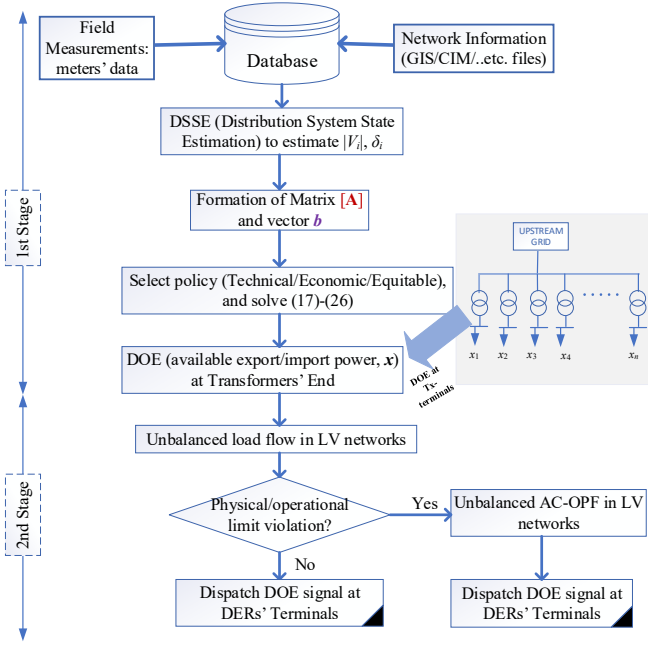 Field
Measurements:
meters' data
Database
Network Information
(GIS/CIM/..etc. files)
DSSE (Distribution System State
Estimation) to estimate |Vi|, δi
Formation of Matrix [A]
and vector b
1st Stage
UPSTREAM
GRID
Select policy (Technical/Economic/Equitable),
and solve (17)-(26)
x1 x2 x3 x4 xn
DOE (available export/import power, x)
at Transformers' End
DOE at
Tx-
terminals
Unbalanced load flow in LV networks
2nd Stage
Physical/operational
limit violation?
Yes
Unbalanced AC-OPF in LV
networks
No
Dispatch DOE signal at
DERs' Terminals
Dispatch DOE signal at
DERs' Terminals